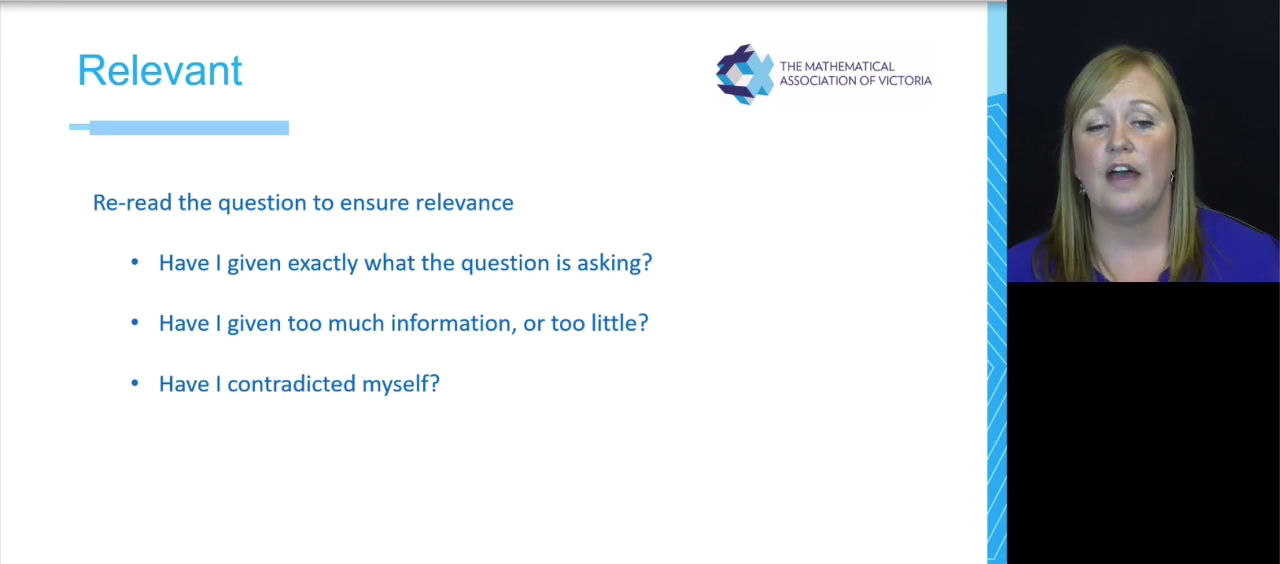 Relevant
THE MATHEMATICAL
ASSOCIATION OF VICTORIA
Re-read the question to ensure relevance
• Have I given exactly what the question is asking?
• Have I given too much information, or too little?
• Have I contradicted myself?